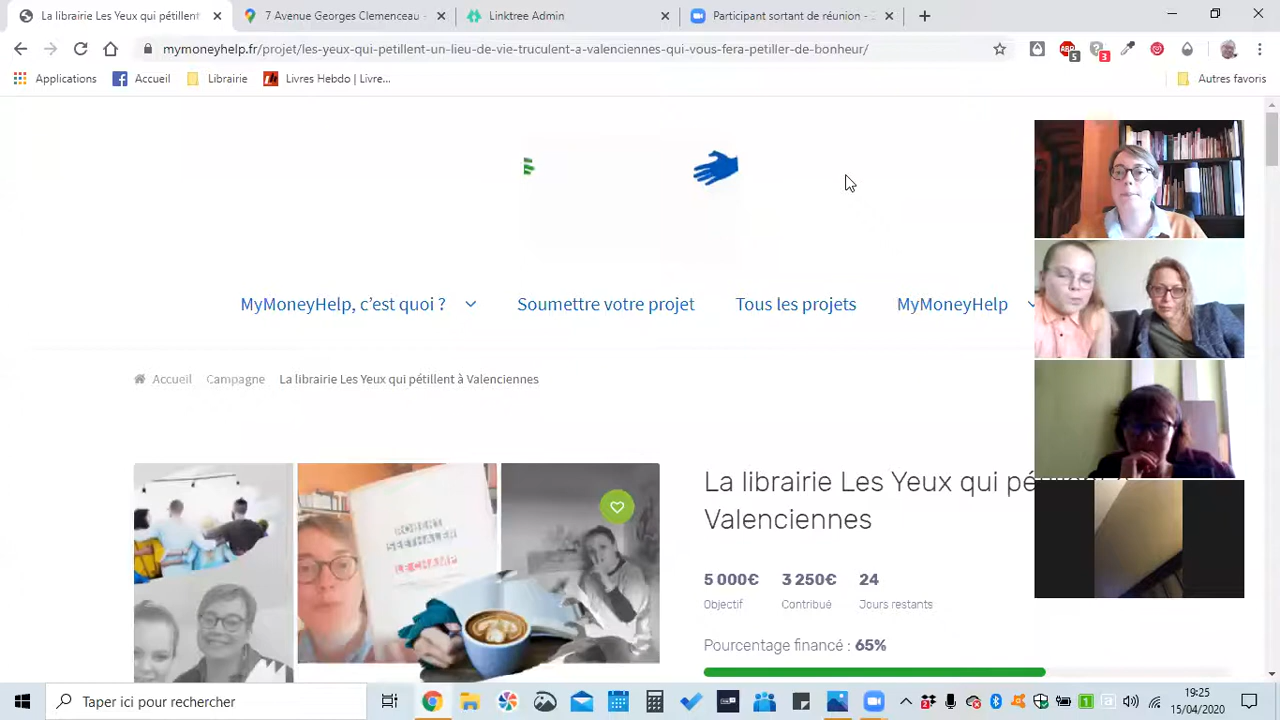 La librairie Les Yeux qui pétillent
7 Avenue Georges Clemenceau -
Linktree Admin
Participant sortant de réunion -
mymoneyhelp.fr/projet/les-yeux-qui-petillent-un-lieu-de-vie-truculent-a-valenciennes-qui-vous-fera-petiller-de-bonheur/
ABP
5
3
Applications
Accueil
Librairie
Livres Hebdo | Livre...
Autres favoris
MyMoneyHelp, c’est quoi ?
Soumettre votre projet
Tous les projets
MyMoneyHelp
Accueil
Campagne
La librairie Les Yeux qui pétillent à Valenciennes
ROBERT
SEETHALER
LE CHAMP
La librairie Les Yeux qui
Valenciennes
5 000€
3 250€
24
Objectif
Contribué
Jours restants
Pourcentage financé : 65%
Taper ici pour rechercher
19:25
15/04/2020